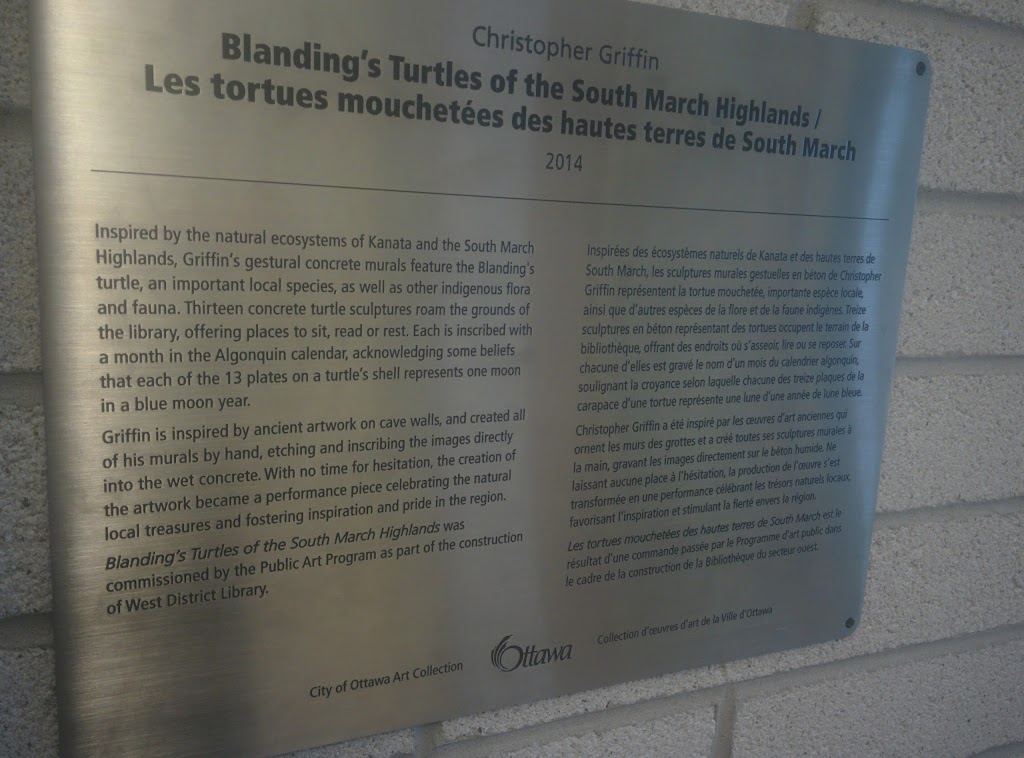 Christopher Griffin
Blanding's Turtles of the South March Highlands /
Les tortues mouchetées des hautes terres de South March
2014
Inspired by the natural ecosystems of Kanata and the South March
Highlands, Griffin's gestural concrete murals feature the Blanding's
turtle, an important local species, as well as other indigenous flora
and fauna. Thirteen concrete turtle sculptures roam the grounds of
the library, offering places to sit, read or rest. Each is inscribed with
a month in the Algonquin calendar, acknowledging some beliefs
that each of the 13 plates on a turtle's shell represents one moon
in a blue moon year.
Griffin is inspired by ancient artwork on cave walls, and created all
of his murals by hand, etching and inscribing the images directly
into the wet concrete. With no time for hesitation, the creation of
the artwork became a performance piece celebrating the natural
local treasures and fostering inspiration and pride in the region.
Blanding's Turtles of the South March Highlands was
commissioned by the Public Art Program as part of the construction
of West District Library.
Inspirées des écosystèmes naturels de Kanata et des hautes terres de
South March, les sculptures murales gestuelles en béton de Christopher
Griffin représentent la tortue mouchetée, importante espèce locale,
ainsi que d'autres espèces de la flore et de la faune indigènes. Treize
sculptures en béton représentant des tortues occupent le terrain de la
bibliothèque, offrant des endroits où s'asseoir, lire ou se reposer. Sur
chacune d'elles est gravé le nom d'un mois du calendrier algonquin,
soulignant la croyance selon laquelle chacune des treize plaques de la
carapace d'une tortue représente une lune d'une année de lune bleue.
Christopher Griffin a été inspiré par les œuvres d'art anciennes qui
ornent les murs des grottes et a créé toutes ses sculptures murales à
la main, gravant les images directement sur le béton humide. Ne
laissant aucune place à l'hésitation, la production de l'œuvre s'est
transformée en une performance célébrant les trésors naturels locaux,
favorisant l'inspiration et stimulant la fierté envers la région.
Les tortues mouchetées des hautes terres de South March est le
résultat d'une commande passée par le Programme d'art public dans
le cadre de la construction de la Bibliothèque du secteur ouest.
City of Ottawa Art Collection
Ottawa
Collection d'œuvres d'art de la Ville d'Ottawa